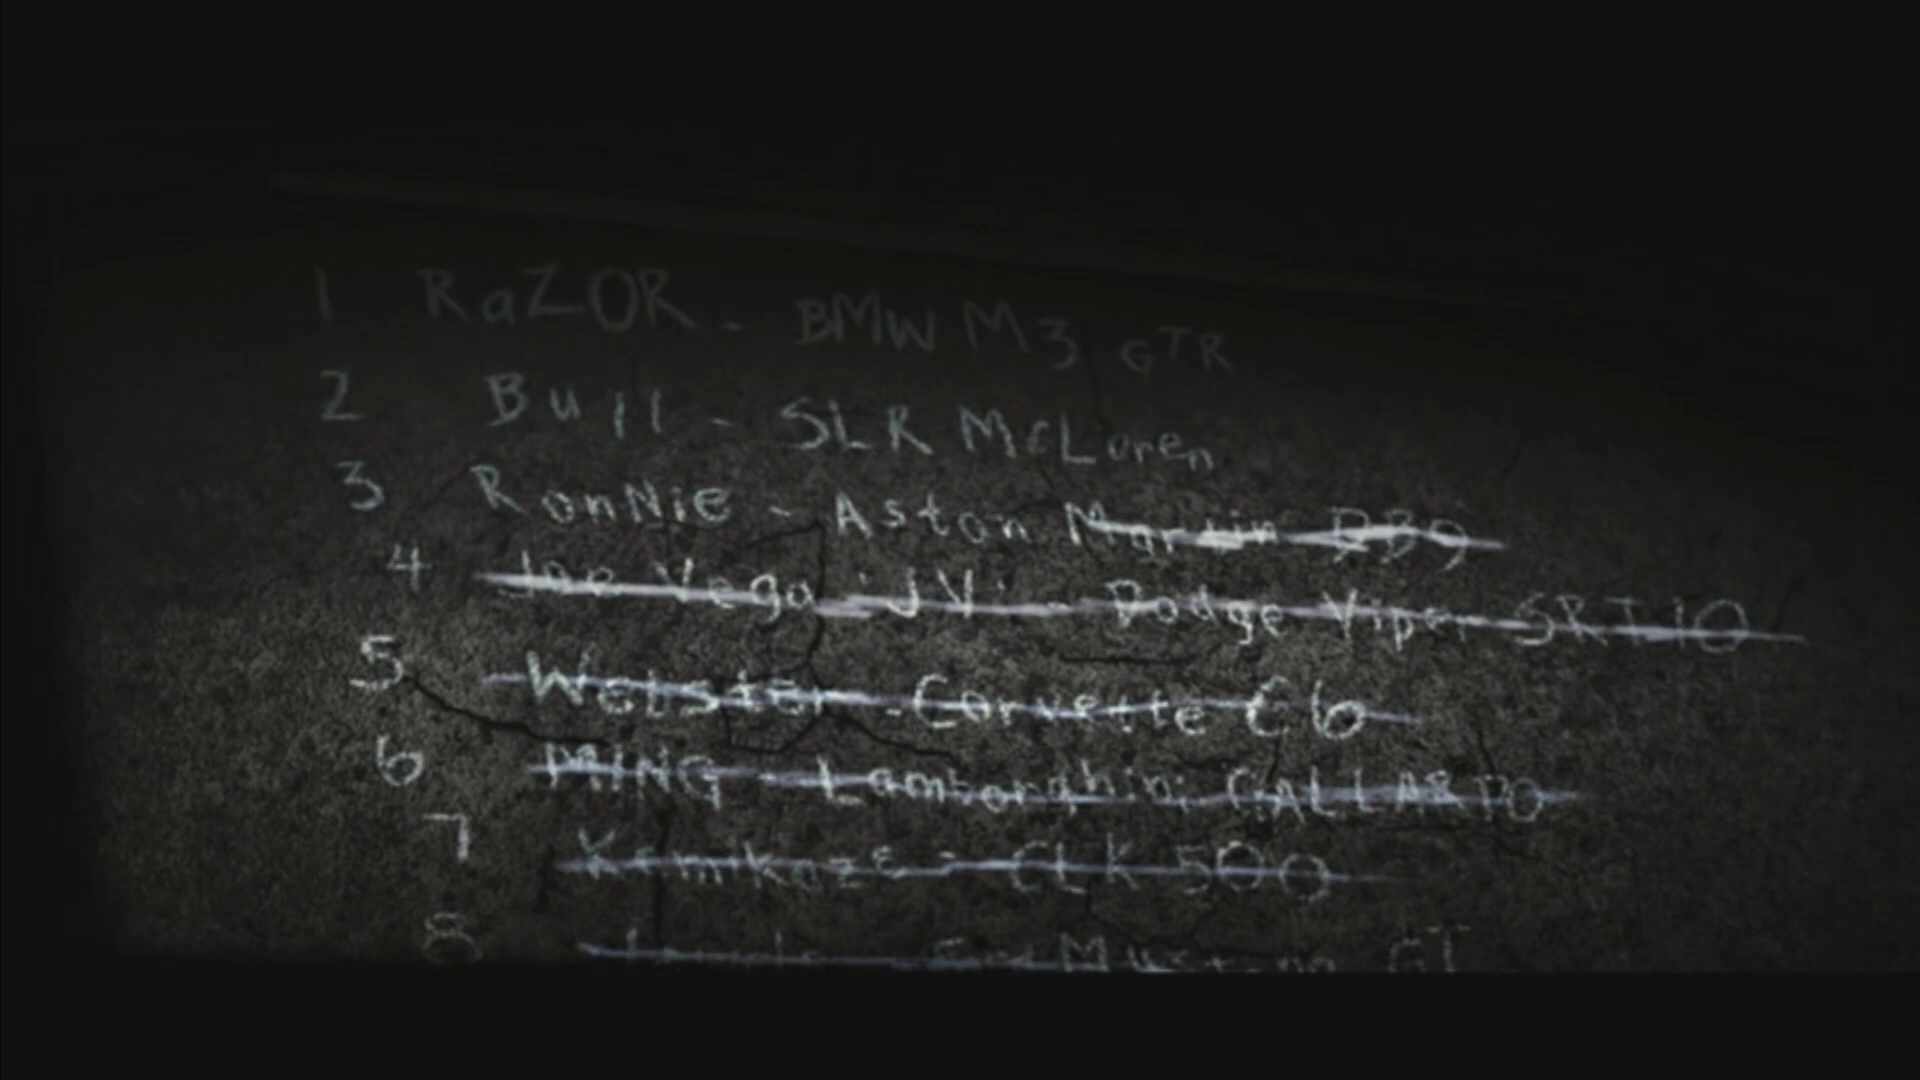 1 RaZOR - BMW M3 GTR
2 Bull - SLR McLaren
3 RonNie - Aston Martin DB9
4 Joe Vega 'JV' - Dodge Viper SRT10
5 Webster - Corvette C6
6 MING - Lamborghini GALLARDO
7 - CLK 500
8 - Mustang GT